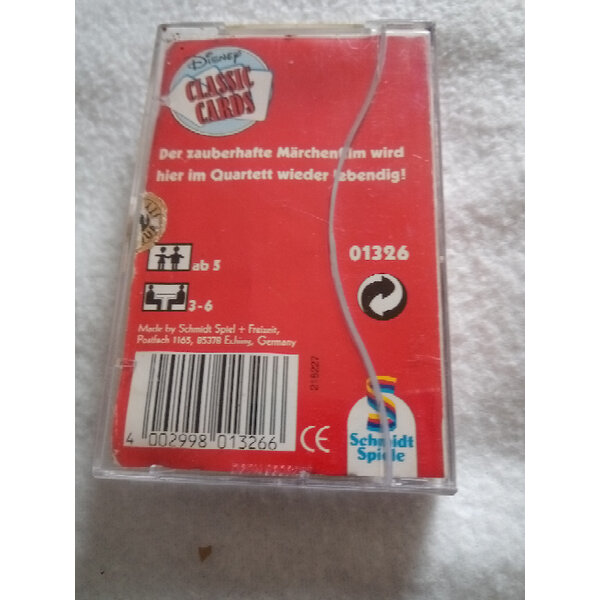 Disney
CLASSIC
CARDS
Der zauberhafte Märchenfilm wird
hier im Quartett wieder lebendig!
ab 5
01326
3-6
Made by Schmidt Spiel + Freizeit,
Postfach 1165, 85378 Eching, Germany
218227
4 002998 013266
CE
Schmidt
Spiele